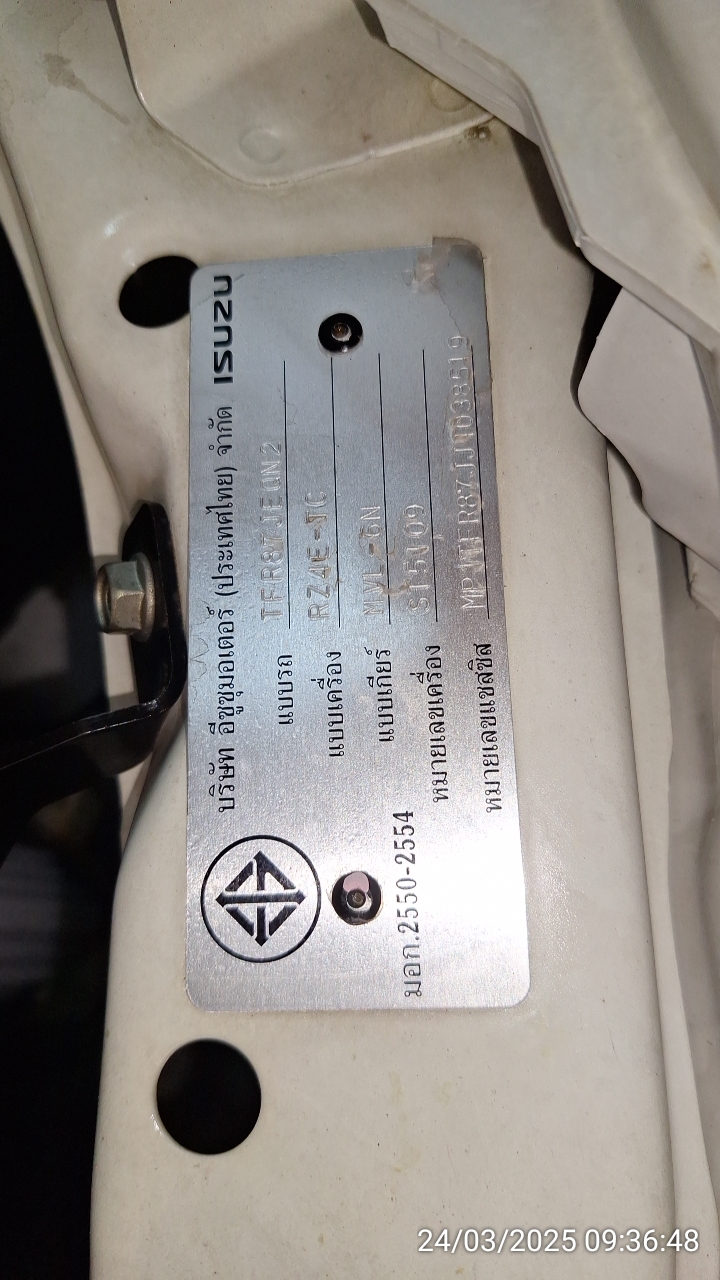 บริษัท อีซูซุมอเตอร์ (ประเทศไทย) จำกัด ISUZU
แบบรถ TFR87JE
แบบเครื่อง RZ4E-TC
แบบเกียร์ MVL-6N
หมายเลขเครื่อง
หมายเลขแชสซิส
มอก.2550-2554
24/03/2025 09:36:48